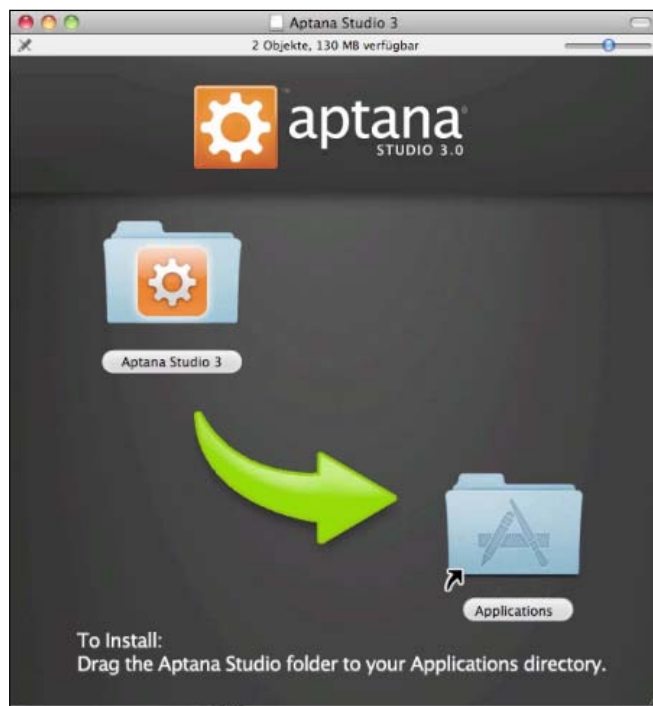 Aptana Studio 3
2 Objekte, 130 MB verfügbar
aptana
STUDIO 3.0
Aptana Studio 3
Applications
To Install:
Drag the Aptana Studio folder to your Applications directory.